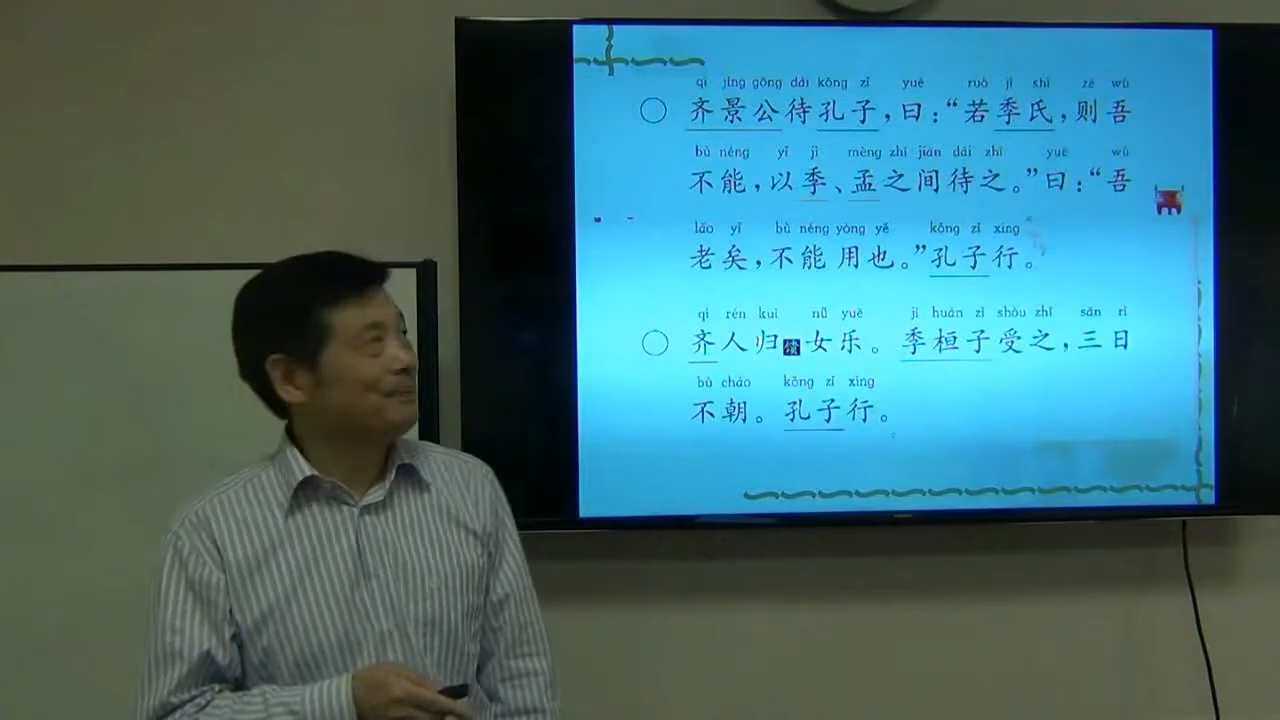 qí jǐng gōng dài kǒng zǐ yuē ruò jì shì zé wú
○ 齐景公待孔子，曰：“若季氏，则吾
bù néng yǐ jì mèng zhī jiān dài zhī yuē wú
不能，以季、孟之间待之。”曰：“吾
lǎo yǐ bù néng yòng yě kǒng zǐ xíng
老矣，不能用也。”孔子行。
qí rén kuì nǚ yuè jì huán zǐ shòu zhī sān rì
○ 齐人归馈女乐。季桓子受之，三日
bù cháo kǒng zǐ xíng
不朝。孔子行。